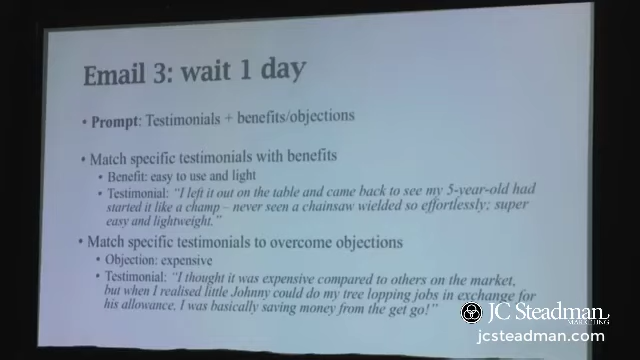 Email 3: wait 1 day
• Prompt: Testimonials + benefits/objections
• Match specific testimonials with benefits
• Benefit: easy to use and light
• Testimonial: "I left it out on the table and came back to see my 5-year-old had
started it like a champ – never seen a chainsaw wielded so effortlessly; super
easy and lightweight."
• Match specific testimonials to overcome objections
• Objection: expensive
• Testimonial: "I thought it was expensive compared to others on the market,
but when I realised little Johnny could do my tree lopping jobs in exchange for
his allowance, I was basically saving money from the get go!"
JC Steadman
MARKETING
jcsteadman.com